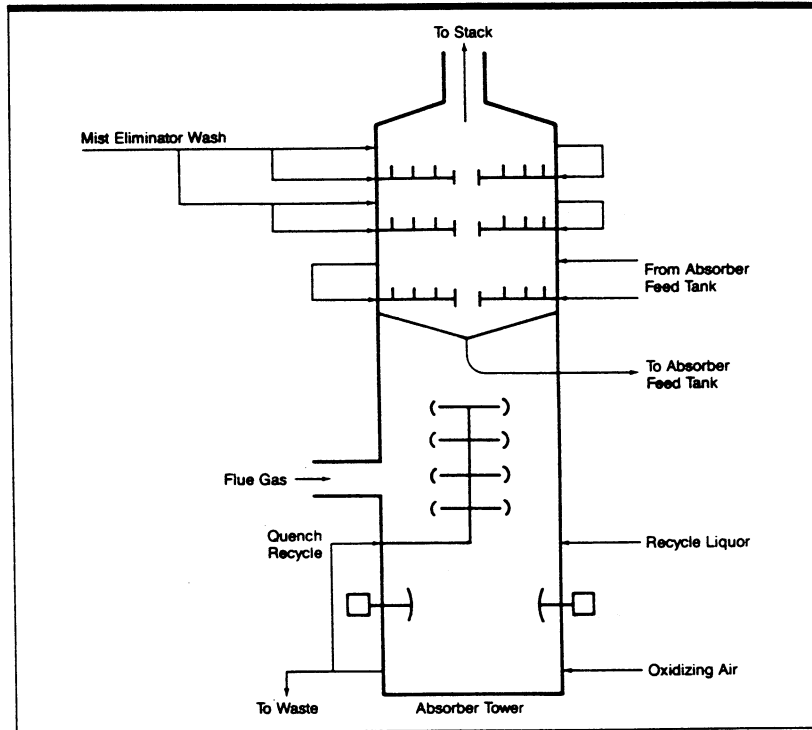 To Stack
Mist Eliminator Wash
From Absorber
Feed Tank
To Absorber
Feed Tank
Flue Gas
Quench
Recycle
Recycle Liquor
Oxidizing Air
To Waste
Absorber Tower